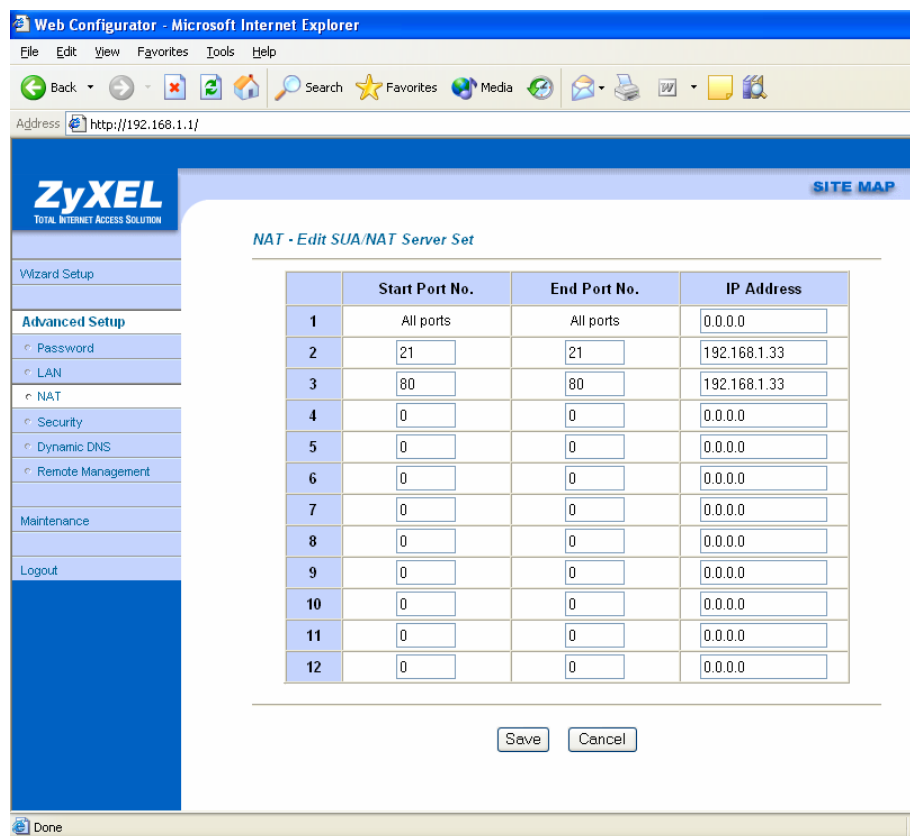 Web Configurator - Microsoft Internet Explorer
File Edit View Favorites Tools Help
Back Search Favorites Media
Address http://192.168.1.1/
ZyXEL
TOTAL INTERNET ACCESS SOLUTION
SITE MAP
Wizard Setup
Advanced Setup
Password
LAN
NAT
Security
Dynamic DNS
Remote Management
Maintenance
Logout
NAT - Edit SUA/NAT Server Set
Start Port No. End Port No. IP Address
1 All ports All ports 0.0.0.0
2 21 21 192.168.1.33
3 80 80 192.168.1.33
4 0 0 0.0.0.0
5 0 0 0.0.0.0
6 0 0 0.0.0.0
7 0 0 0.0.0.0
8 0 0 0.0.0.0
9 0 0 0.0.0.0
10 0 0 0.0.0.0
11 0 0 0.0.0.0
12 0 0 0.0.0.0
Save Cancel
Done